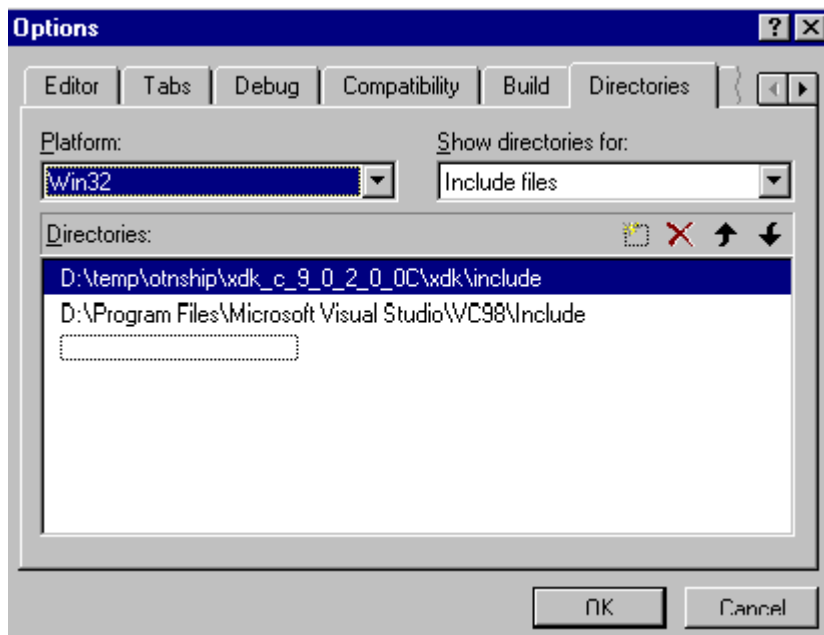 Options
Editor Tabs Debug Compatibility Build Directories
Platform: Show directories for:
Win32 Include files
Directories:
D:\temp\otnship\xdk_c_9_0_2_0_0C\xdk\include
D:\Program Files\Microsoft Visual Studio\VC98\Include
OK Cancel